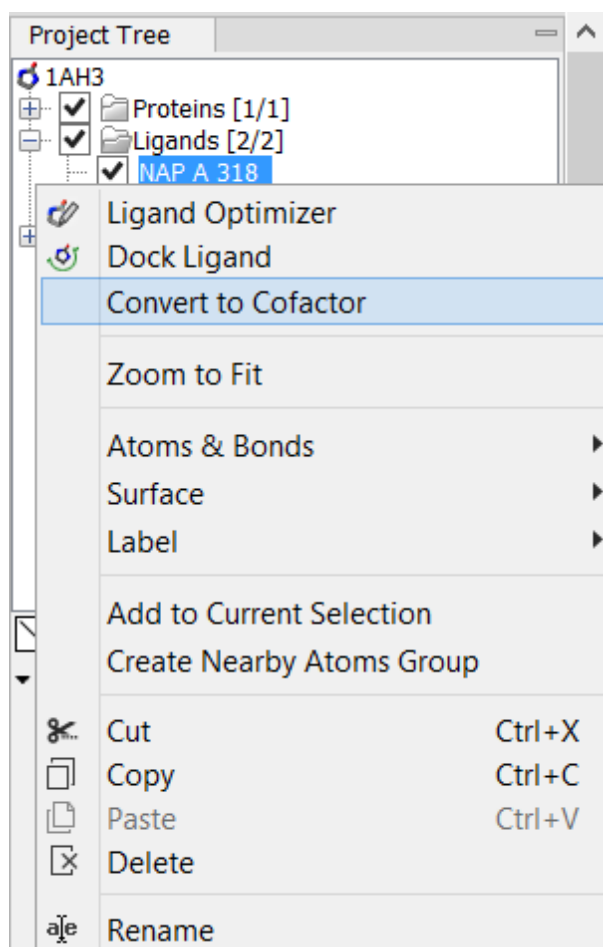 Project Tree
1AH3
Proteins [1/1]
Ligands [2/2]
NAP A 318
Ligand Optimizer
Dock Ligand
Convert to Cofactor
Zoom to Fit
Atoms & Bonds
Surface
Label
Add to Current Selection
Create Nearby Atoms Group
Cut Ctrl+X
Copy Ctrl+C
Paste Ctrl+V
Delete
Rename